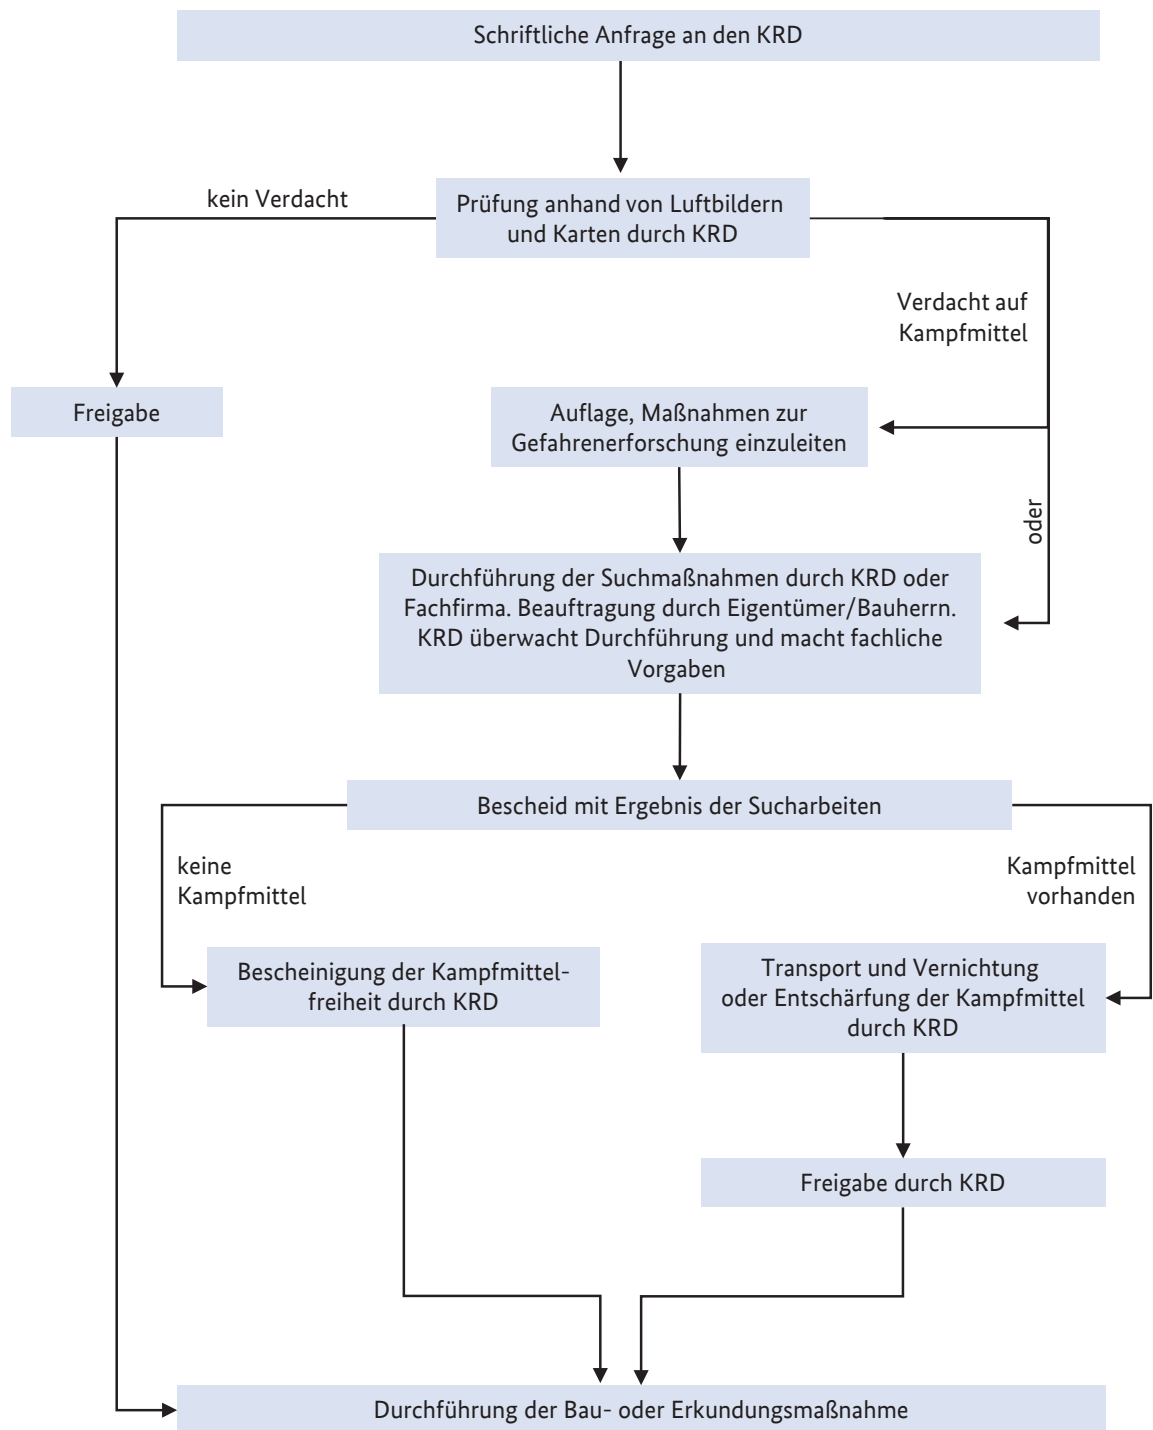 Schriftliche Anfrage an den KRD
kein Verdacht
Prüfung anhand von Luftbildern
und Karten durch KRD
Verdacht auf
Kampfmittel
Freigabe
Auflage, Maßnahmen zur
Gefahrenerforschung einzuleiten
oder
Durchführung der Suchmaßnahmen durch KRD oder
Fachfirma. Beauftragung durch Eigentümer/Bauherrn.
KRD überwacht Durchführung und macht fachliche
Vorgaben
Bescheid mit Ergebnis der Sucharbeiten
keine
Kampfmittel
Kampfmittel
vorhanden
Bescheinigung der Kampfmittel-
freiheit durch KRD
Transport und Vernichtung
oder Entschärfung der Kampfmittel
durch KRD
Freigabe durch KRD
Durchführung der Bau- oder Erkundungsmaßnahme